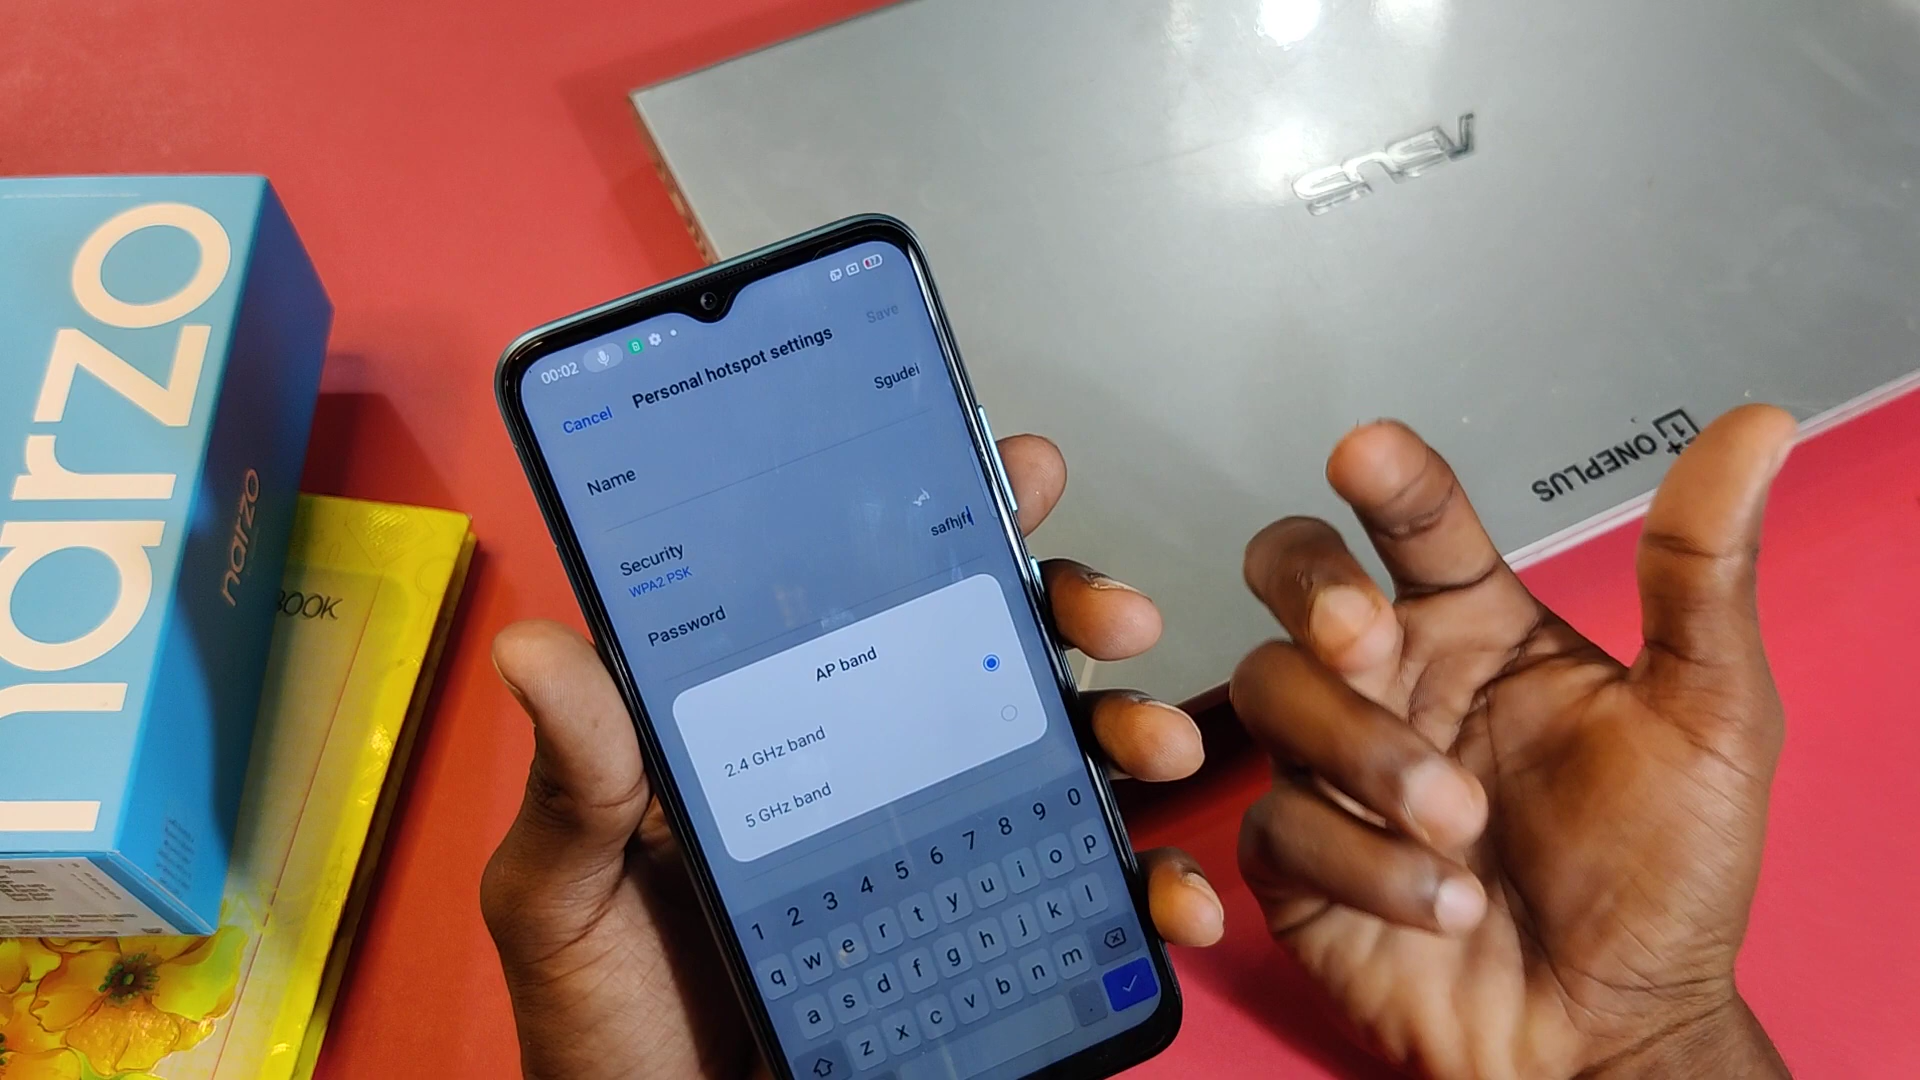 narzo
narzo
BOOK
ASUS
ONEPLUS
00:02
17
Cancel
Personal hotspot settings
Save
Name
Sgudei
Security
WPA2 PSK
Password
AP band
2.4 GHz band
5 GHz band
1 2 3 4 5 6 7 8 9 0
q w e r t y u i o p
a s d f g h j k l
z x c v b n m
.